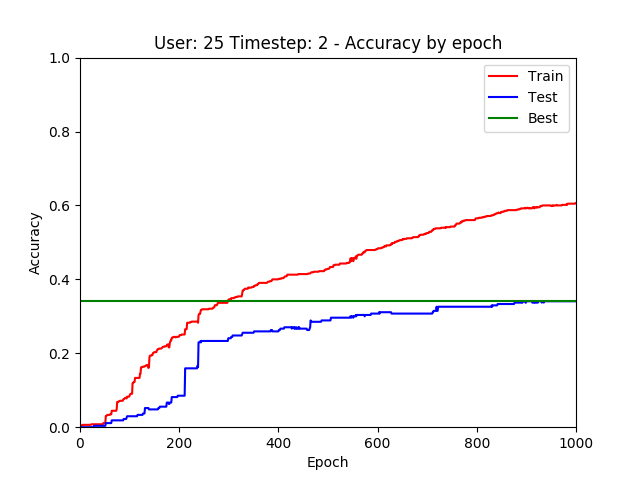 User: 25 Timestep: 2 - Accuracy by epoch
1.0
0.8
0.6
0.4
0.2
0.0
Accuracy
Train
Test
Best
0 200 400 600 800 1000
Epoch